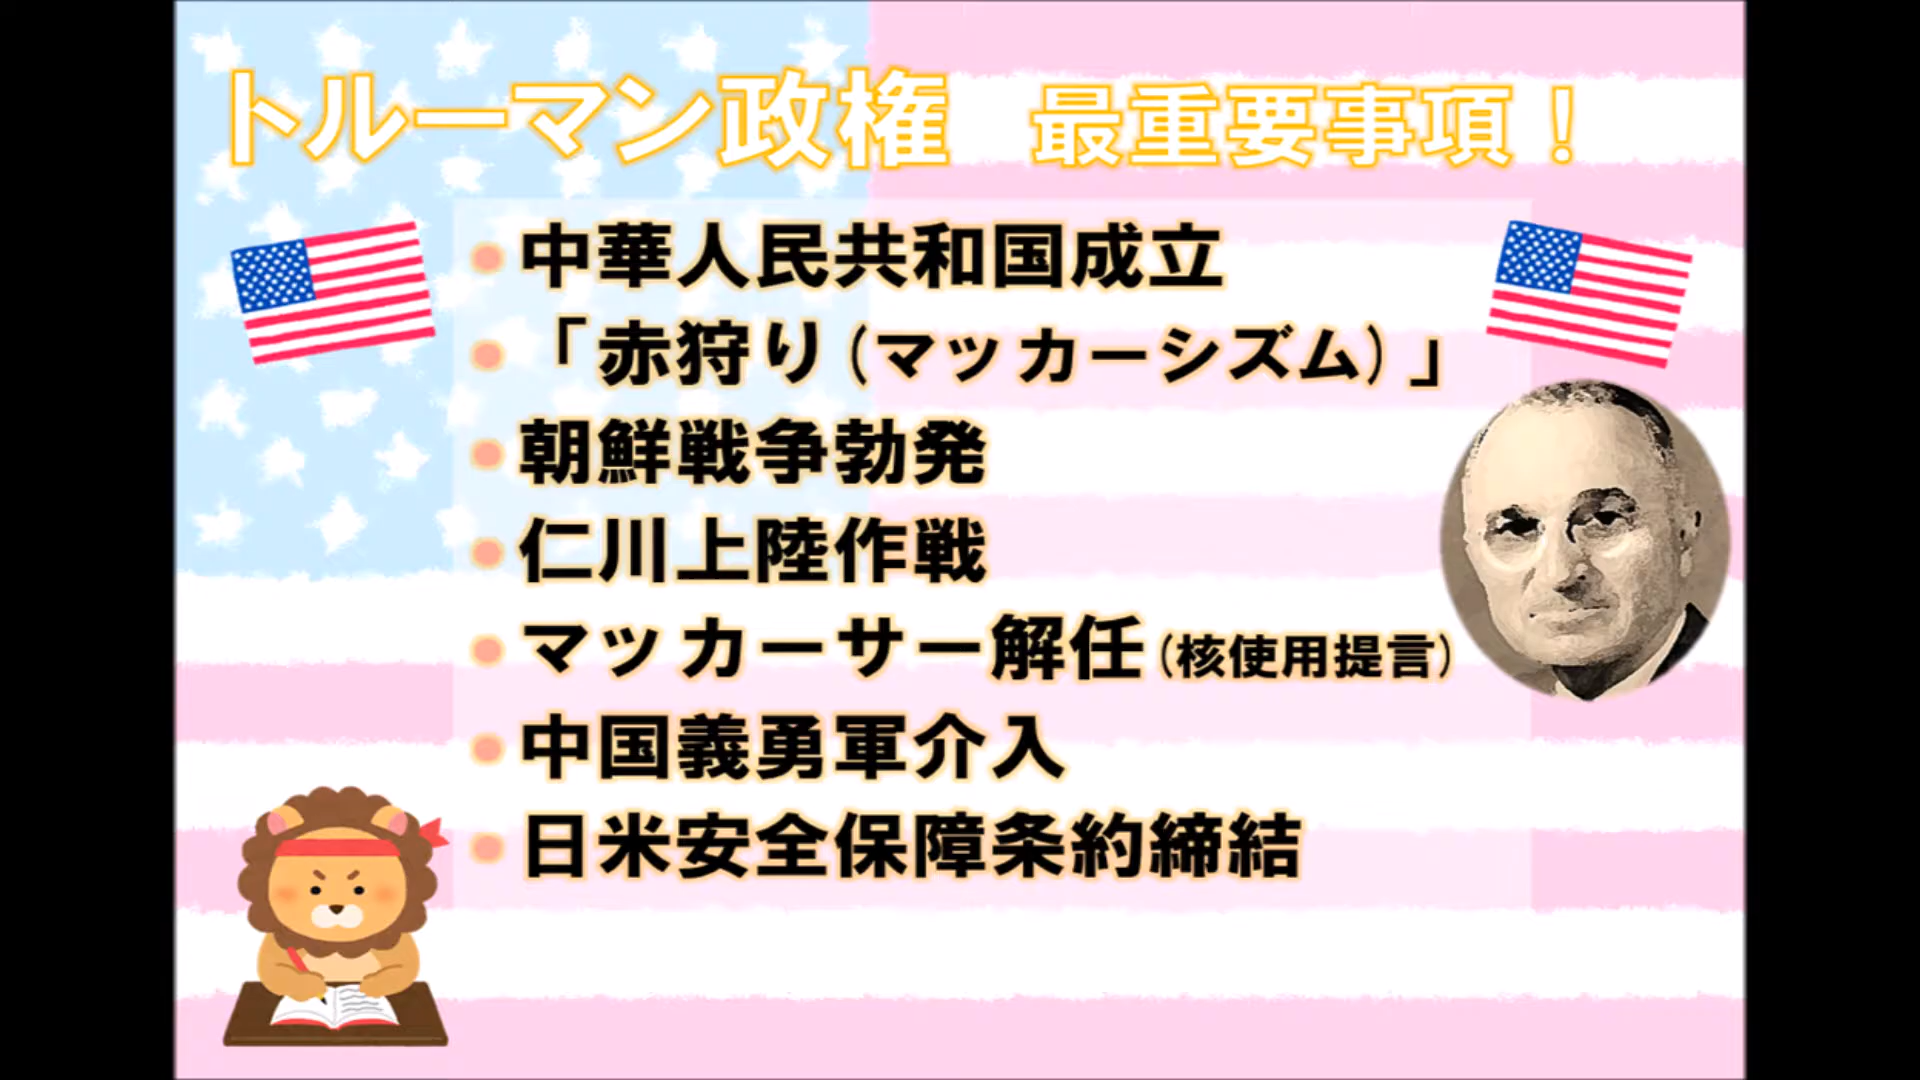 トルーマン政権　最重要事項！
・中華人民共和国成立
・「赤狩り(マッカーシズム)」
・朝鮮戦争勃発
・仁川上陸作戦
・マッカーサー解任(核使用提言)
・中国義勇軍介入
・日米安全保障条約締結